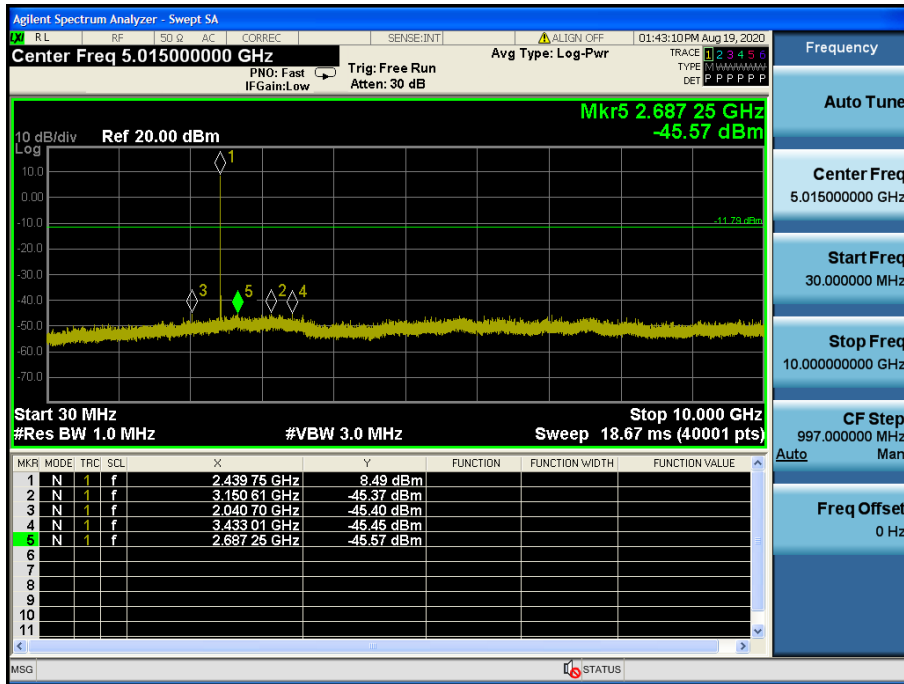 Agilent Spectrum Analyzer - Swept SA
LXI RL RF 50 Ω AC CORREC SENSE:INT ALIGN OFF 01:43:10 PM Aug 19, 2020
Center Freq 5.015000000 GHz
PNO: Fast
IFGain:Low
Trig: Free Run
Atten: 30 dB
Avg Type: Log-Pwr
TRACE 1 2 3 4 5 6
TYPE M WWWWW
DET P P P P P P
Mkr5 2.687 25 GHz
-45.57 dBm
10 dB/div Ref 20.00 dBm
Log
10.0
0.00
-10.0
-20.0
-30.0
-40.0
-50.0
-60.0
-70.0
1
-11.79 dBm
3 5 2 4
Start 30 MHz Stop 10.000 GHz
#Res BW 1.0 MHz #VBW 3.0 MHz Sweep 18.67 ms (40001 pts)
MKR MODE TRC SCL X Y FUNCTION FUNCTION WIDTH FUNCTION VALUE
1 N 1 f 2.439 75 GHz 8.49 dBm
2 N 1 f 3.150 61 GHz -45.37 dBm
3 N 1 f 2.040 70 GHz -45.40 dBm
4 N 1 f 3.433 01 GHz -45.45 dBm
5 N 1 f 2.687 25 GHz -45.57 dBm
6
7
8
9
10
11
MSG STATUS
Frequency
Auto Tune
Center Freq
5.015000000 GHz
Start Freq
30.000000 MHz
Stop Freq
10.000000000 GHz
CF Step
997.000000 MHz
Auto Man
Freq Offset
0 Hz